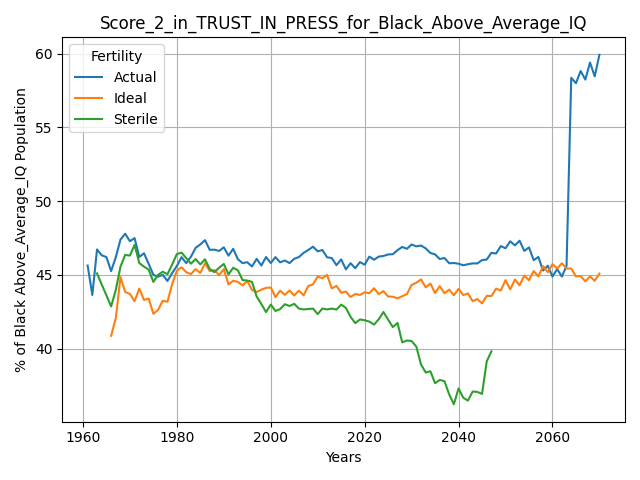 Score_2_in_TRUST_IN_PRESS_for_Black_Above_Average_IQ
% of Black Above_Average_IQ Population
60
55
50
45
40
Fertility
Actual
Ideal
Sterile
1960 1980 2000 2020 2040 2060
Years